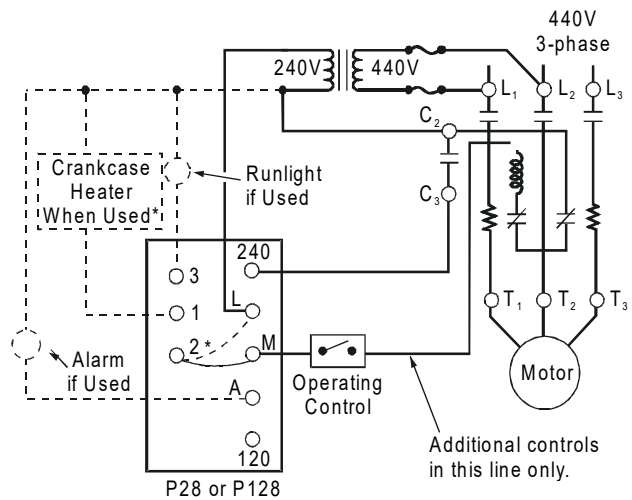 440V
3-phase
240V
440V
L1
L2
L3
C2
Crankcase
Heater
When Used*
Runlight
if Used
C3
240
3
L
1
T1
T2
T3
2*
M
Alarm
if Used
Operating
Control
Motor
A
120
Additional controls
in this line only.
P28 or P128